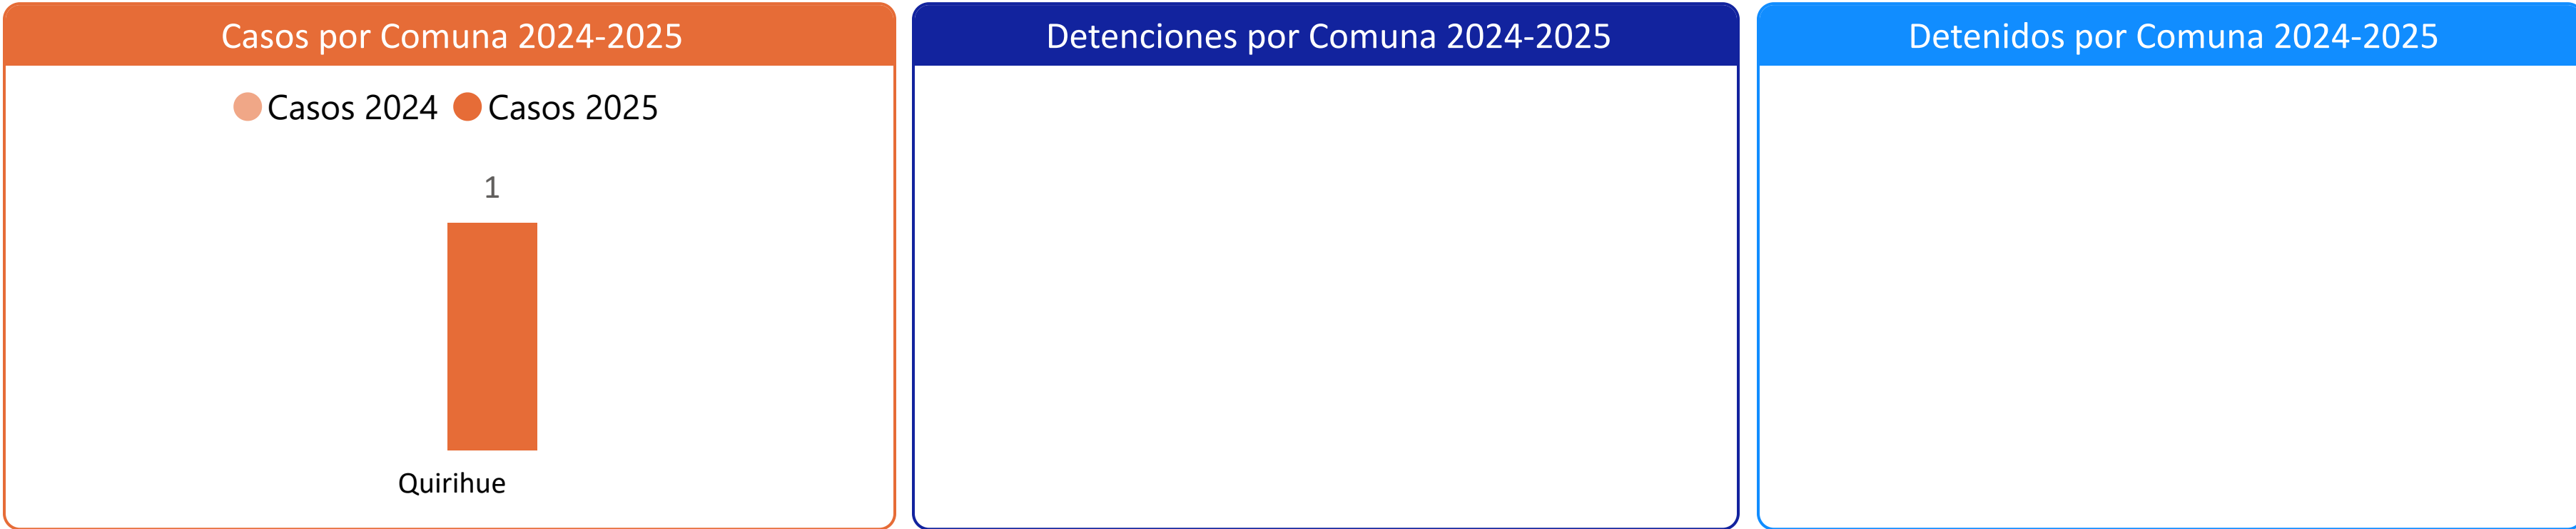 Casos por Comuna 2024-2025
Casos 2024 Casos 2025
1
Quirihue
Detenciones por Comuna 2024-2025
Detenidos por Comuna 2024-2025